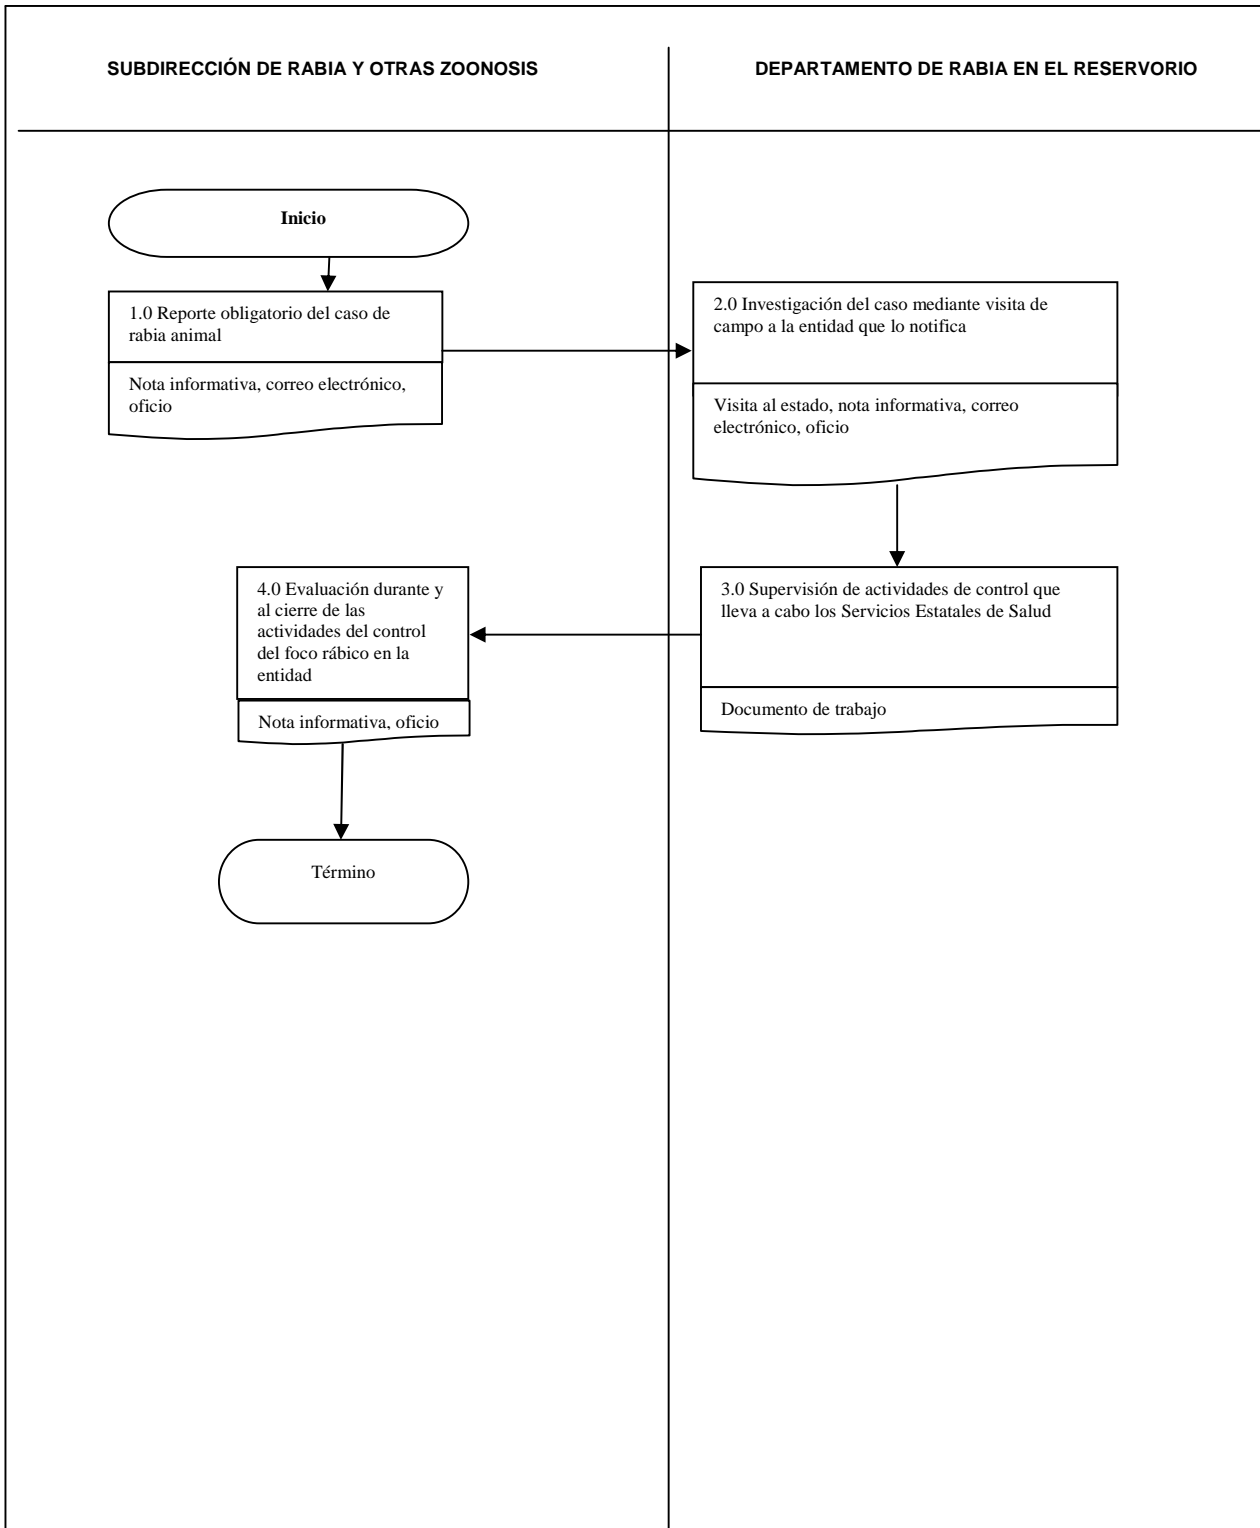 SUBDIRECCIÓN DE RABIA Y OTRAS ZOONOSIS
DEPARTAMENTO DE RABIA EN EL RESERVORIO
Inicio
1.0 Reporte obligatorio del caso de
rabia animal
Nota informativa, correo electrónico,
oficio
2.0 Investigación del caso mediante visita de
campo a la entidad que lo notifica
Visita al estado, nota informativa, correo
electrónico, oficio
3.0 Supervisión de actividades de control que
lleva a cabo los Servicios Estatales de Salud
Documento de trabajo
4.0 Evaluación durante y
al cierre de las
actividades del control
del foco rábico en la
entidad
Nota informativa, oficio
Término